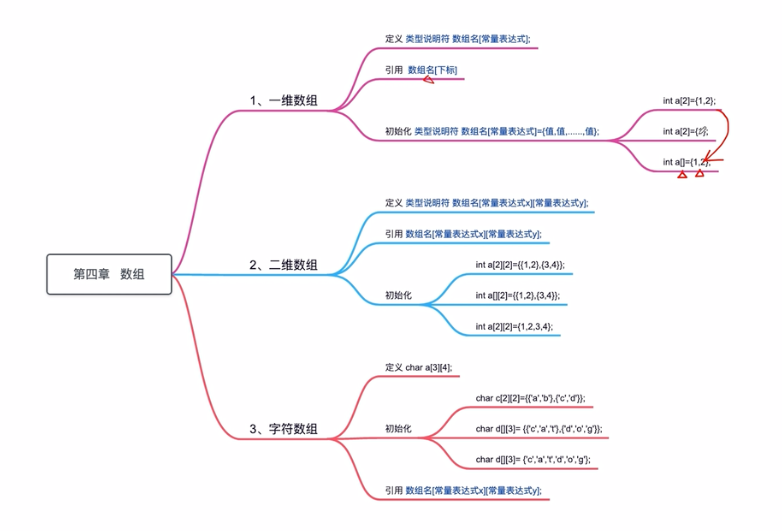 第四章 数组
1、一维数组
定义 类型说明符 数组名[常量表达式];
引用 数组名[下标]
初始化 类型说明符 数组名[常量表达式]={值,值,......,值};
int a[2]={1,2};
int a[2]={
int a[]={1,2};
2、二维数组
定义 类型说明符 数组名[常量表达式x][常量表达式y];
引用 数组名[常量表达式x][常量表达式y];
初始化
int a[2][2]={{1,2},{3,4}};
int a[][2]={{1,2},{3,4}};
int a[2][2]={1,2,3,4};
3、字符数组
定义 char a[3][4];
初始化
char c[2][2]={{'a','b'},{'c','d'}};
char d[][3]= {{'c','a','t'},{'d','o','g'}};
char d[][3]= {'c','a','t','d','o','g'};
引用 数组名[常量表达式x][常量表达式y];